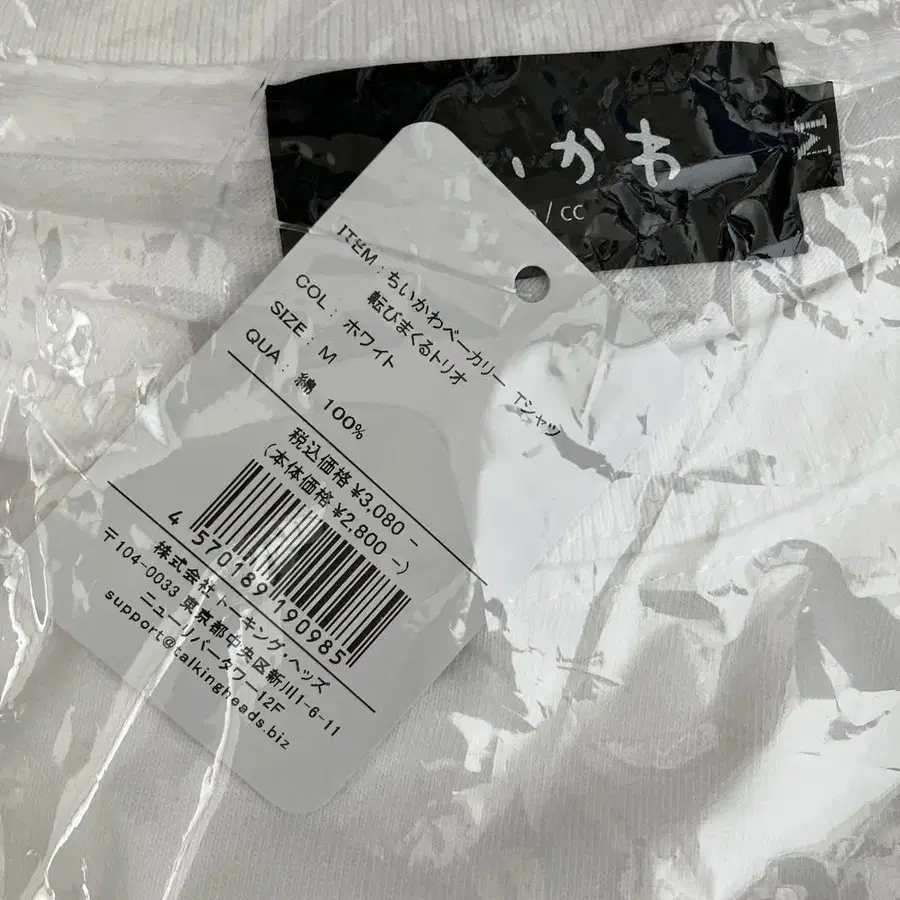 いかわ
/ cc
M
ITEM : ちいかわベーカリー Tシャツ
転びまくるトリオ
COL : ホワイト
SIZE : M
QUA : 綿 100%
税込価格 ¥3,080 -
(本体価格 ¥2,800 -)
4 570189 190985
株式会社トーキング・ヘッズ
〒104-0033 東京都中央区新川1-6-11
ニューリバータワー12F
support@talkingheads.biz